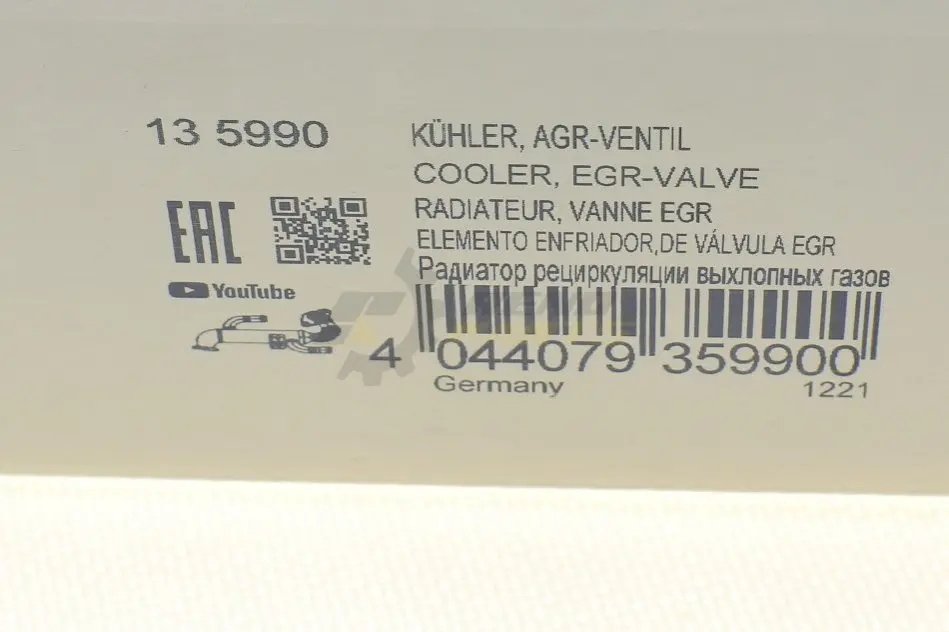 13 5990
KÜHLER, AGR-VENTIL
COOLER, EGR-VALVE
RADIATEUR, VANNE EGR
ELEMENTO ENFRIADOR,DE VÁLVULA EGR
Радиатор рециркуляции выхлопных газов
EAC
YouTube
4 044079 359900
Germany
1221